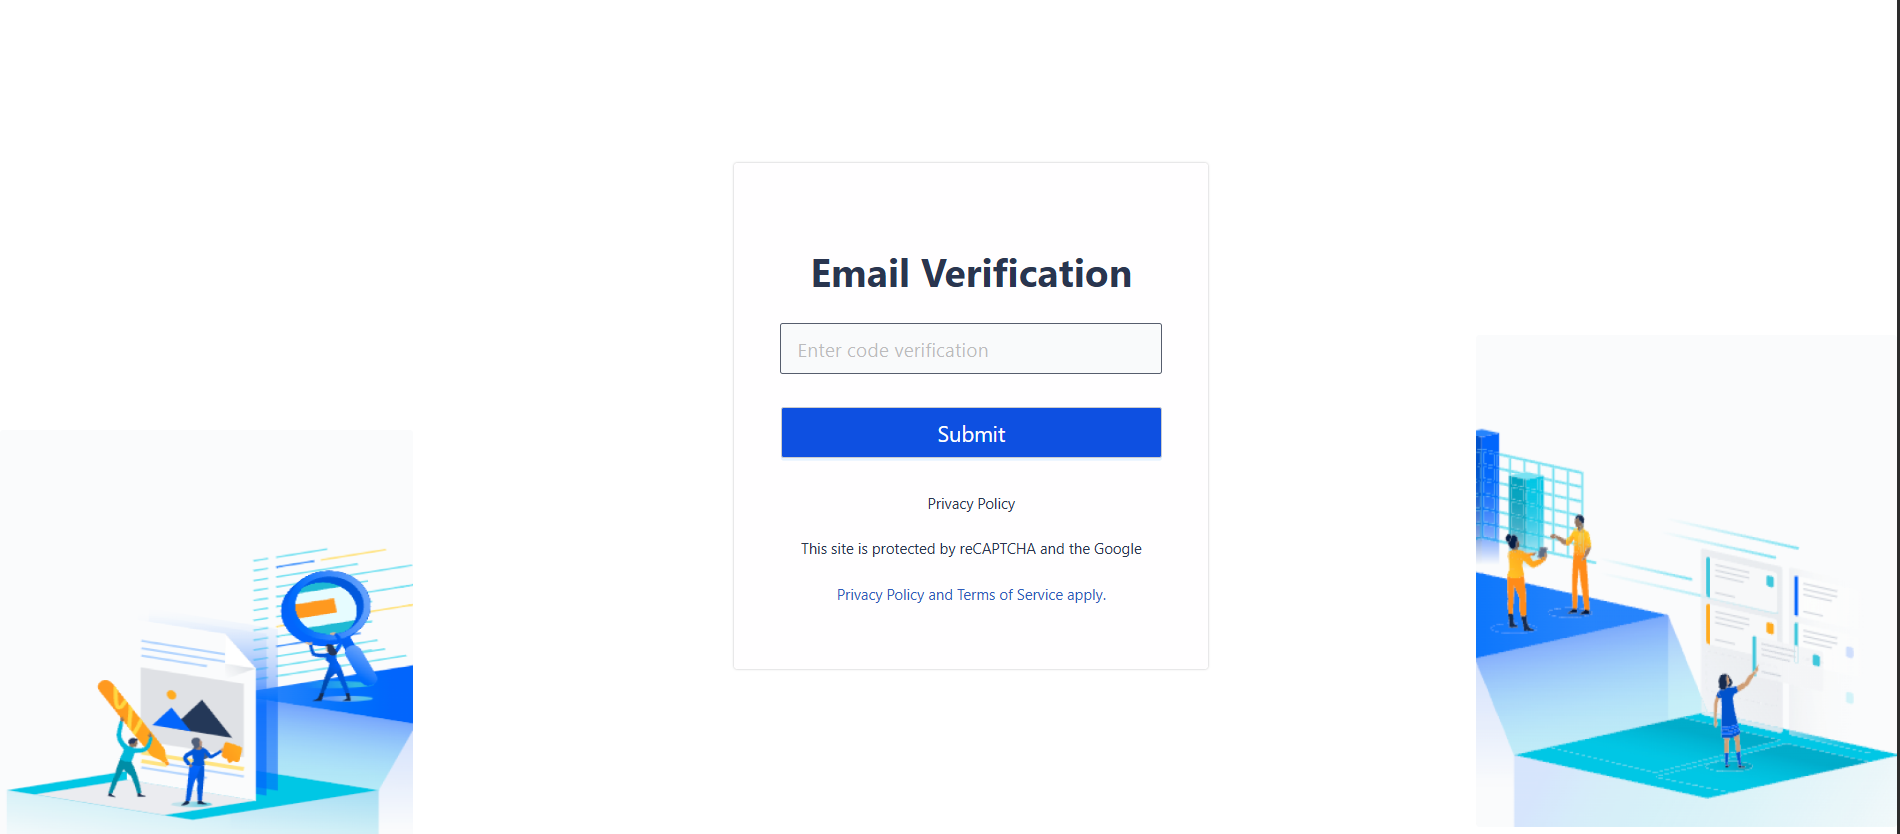 Email Verification
Enter code verification
Submit
Privacy Policy
This site is protected by reCAPTCHA and the Google
Privacy Policy and Terms of Service apply.